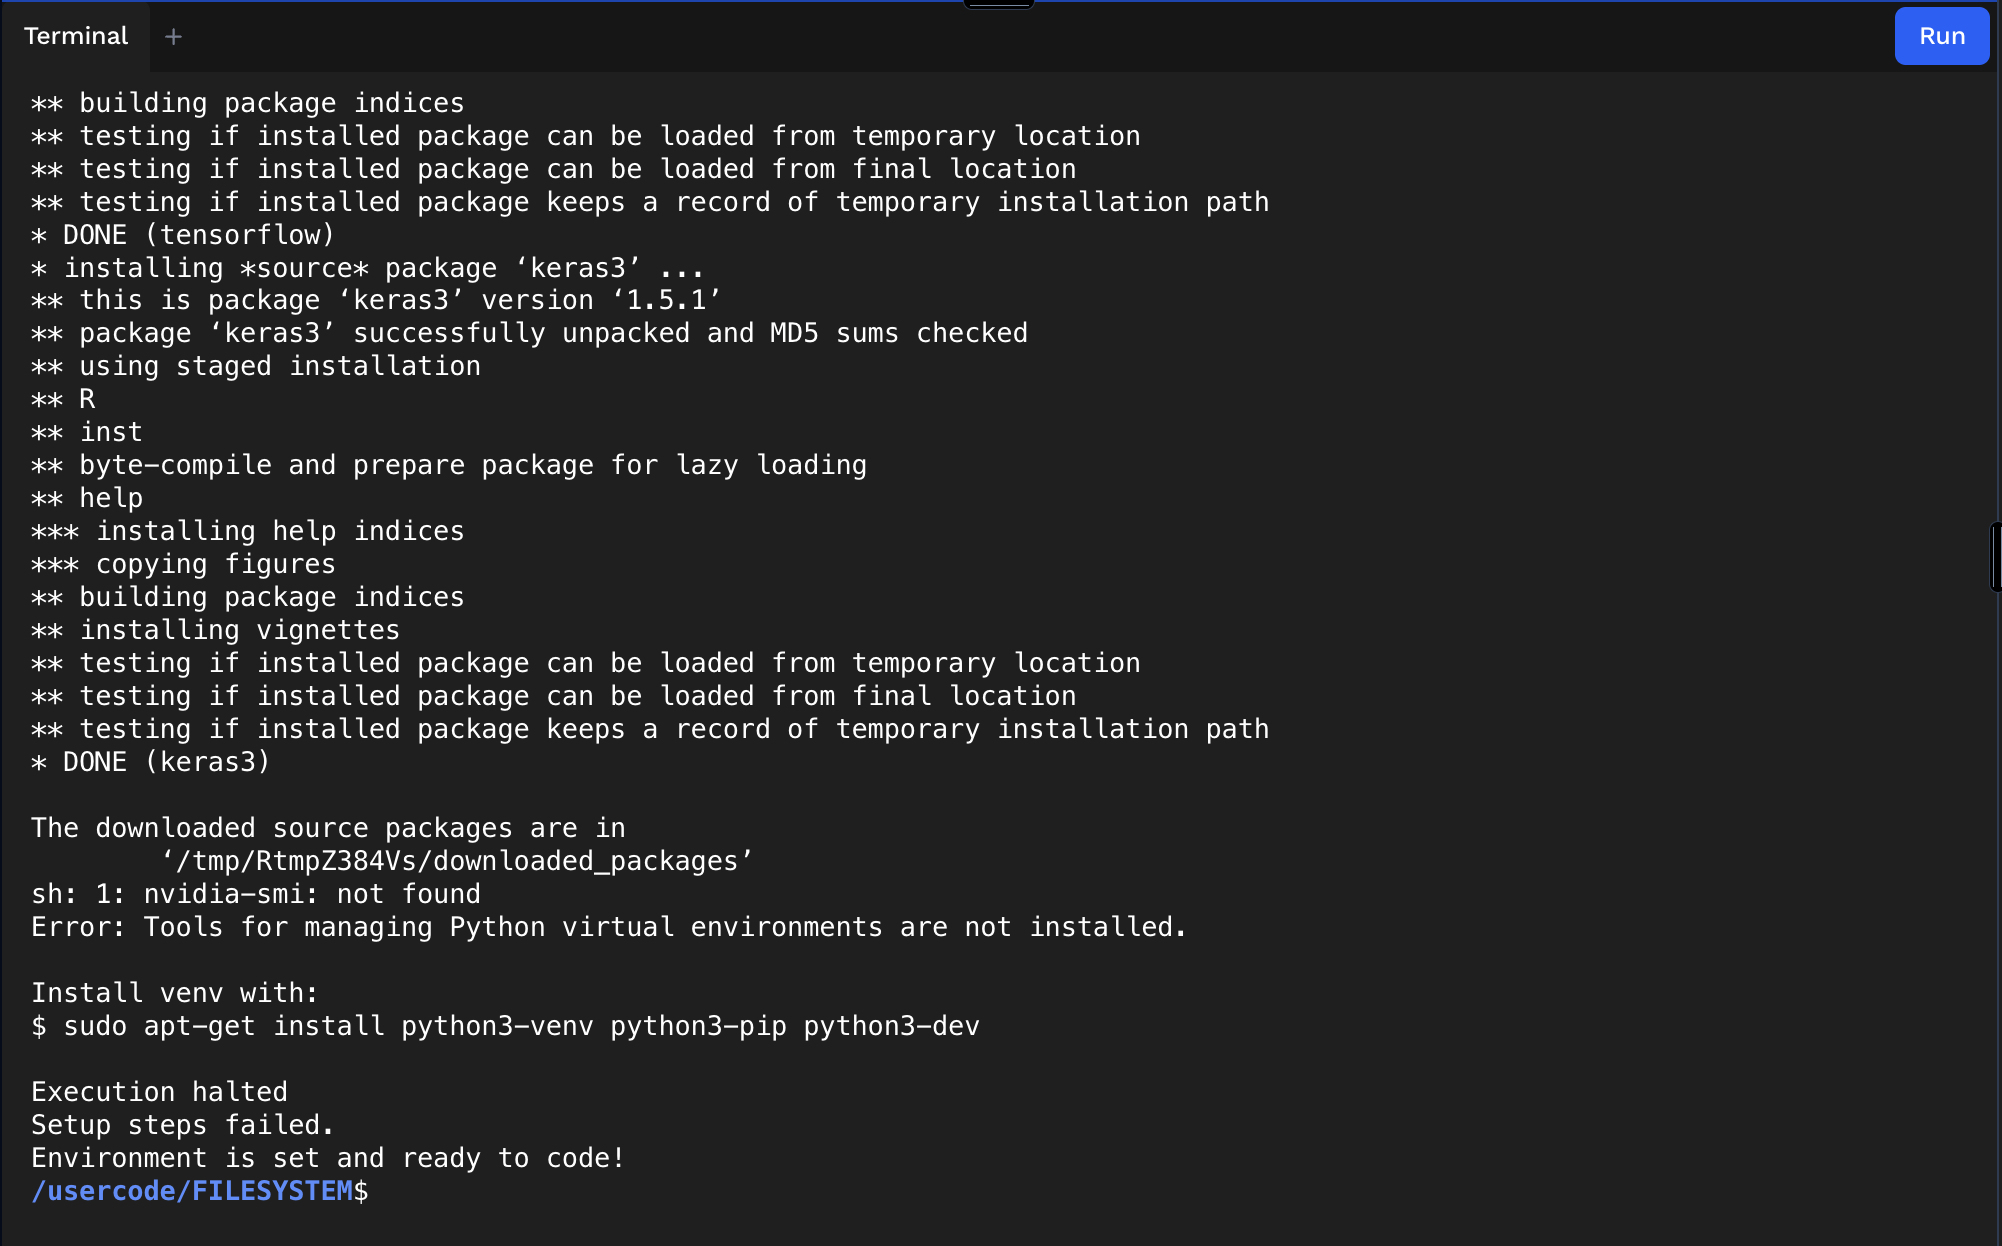 Terminal +
Run
** building package indices
** testing if installed package can be loaded from temporary location
** testing if installed package can be loaded from final location
** testing if installed package keeps a record of temporary installation path
* DONE (tensorflow)
* installing *source* package ‘keras3’ ...
** this is package ‘keras3’ version ‘1.5.1’
** package ‘keras3’ successfully unpacked and MD5 sums checked
** using staged installation
** R
** inst
** byte-compile and prepare package for lazy loading
** help
*** installing help indices
*** copying figures
** building package indices
** installing vignettes
** testing if installed package can be loaded from temporary location
** testing if installed package can be loaded from final location
** testing if installed package keeps a record of temporary installation path
* DONE (keras3)

The downloaded source packages are in
        ‘/tmp/RtmpZ384Vs/downloaded_packages’
sh: 1: nvidia-smi: not found
Error: Tools for managing Python virtual environments are not installed.

Install venv with:
$ sudo apt-get install python3-venv python3-pip python3-dev

Execution halted
Setup steps failed.
Environment is set and ready to code!
/usercode/FILESYSTEM$